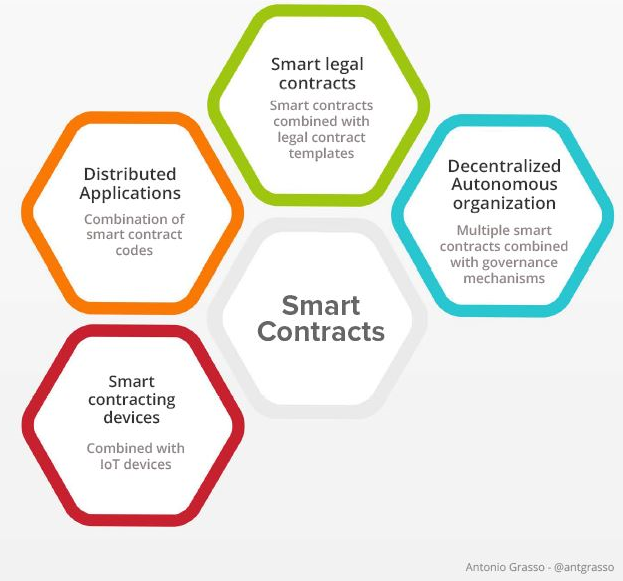 Smart legal
contracts
Smart contracts
combined with
legal contract
templates
Distributed
Applications
Combination of
smart contract
codes
Decentralized
Autonomous
organization
Multiple smart
contracts combined
with governance
mechanisms
Smart
Contracts
Smart
contracting
devices
Combined with
IoT devices
Antonio Grasso - @antgrasso